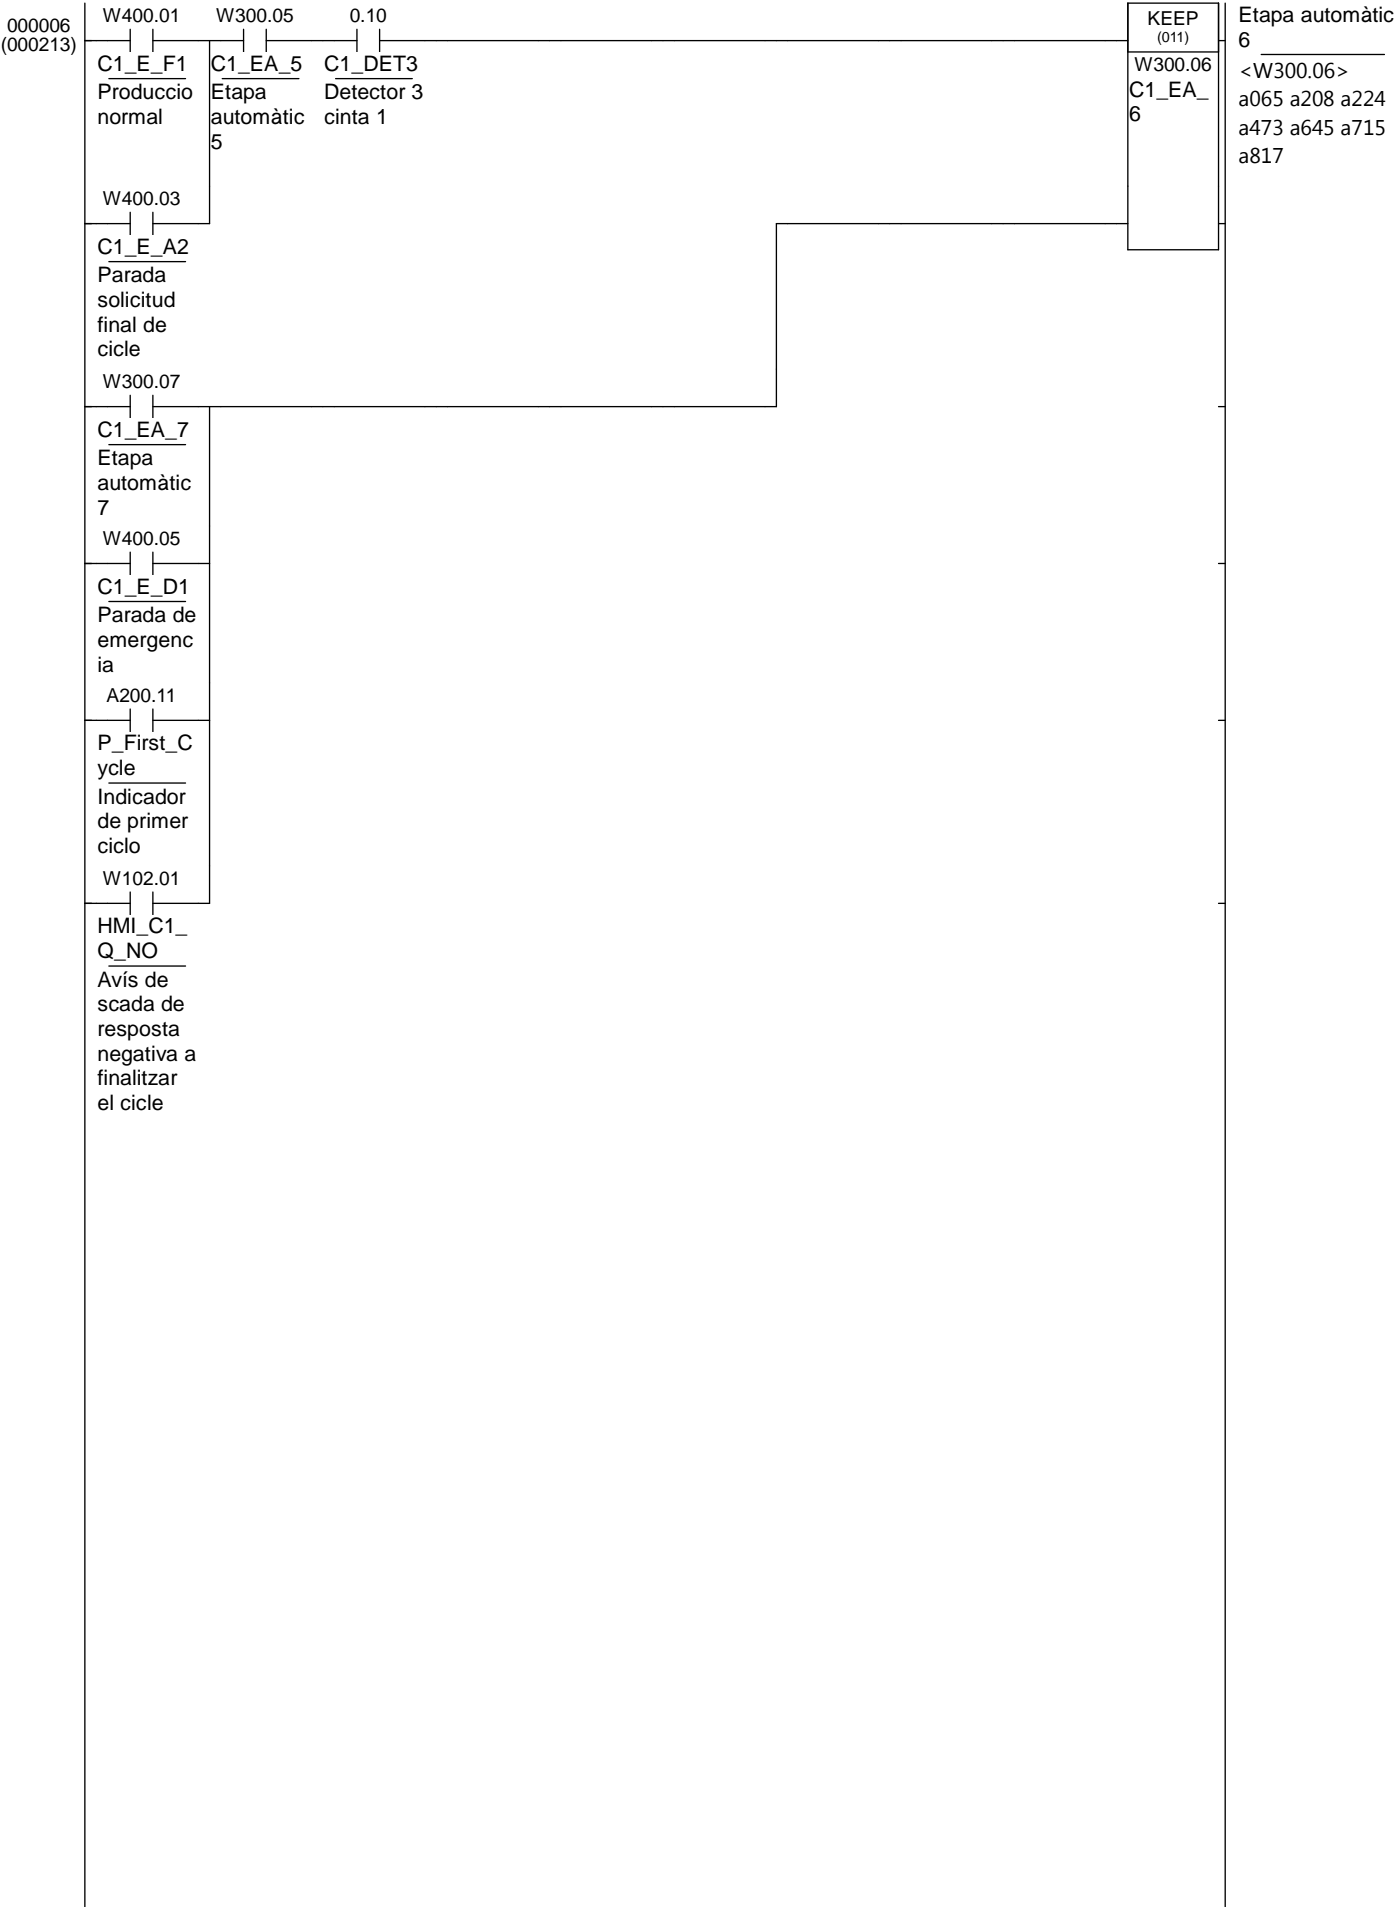 000006
(000213)
W400.01 W300.05 0.10
C1_E_F1 C1_EA_5 C1_DET3
Produccio Etapa Detector 3
normal automàtic cinta 1
5
KEEP
(011)
W300.06
C1_EA_
6
Etapa automàtic
6
<W300.06>
a065 a208 a224
a473 a645 a715
a817
W400.03
C1_E_A2
Parada
solicitud
final de
cicle
W300.07
C1_EA_7
Etapa
automàtic
7
W400.05
C1_E_D1
Parada de
emergenc
ia
A200.11
P_First_C
ycle
Indicador
de primer
ciclo
W102.01
HMI_C1_
Q_NO
Avís de
scada de
resposta
negativa a
finalitzar
el cicle